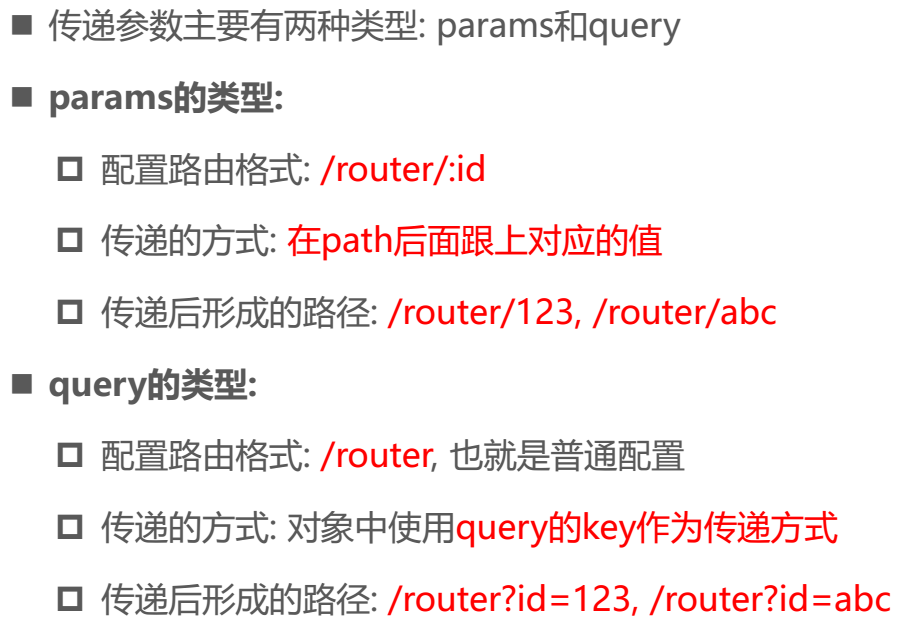 ■ 传递参数主要有两种类型: params和query
■ params的类型:
□ 配置路由格式: /router/:id
□ 传递的方式: 在path后面跟上对应的值
□ 传递后形成的路径: /router/123, /router/abc
■ query的类型:
□ 配置路由格式: /router, 也就是普通配置
□ 传递的方式: 对象中使用query的key作为传递方式
□ 传递后形成的路径: /router?id=123, /router?id=abc